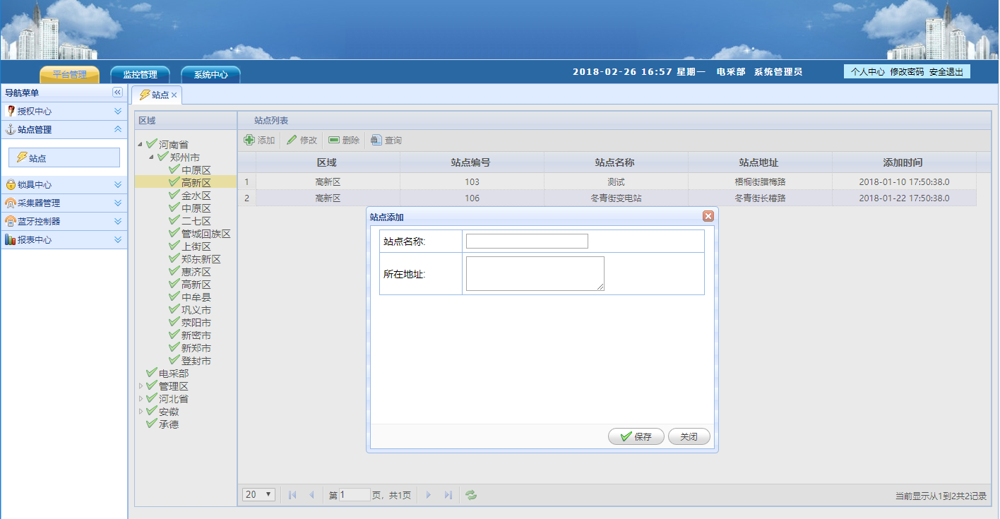 平台管理 监控管理 系统中心 2018-02-26 16:57 星期一 电采部 系统管理员 个人中心 修改密码 安全退出
导航菜单
授权中心
站点管理
站点
锁具中心
采集器管理
蓝牙控制器
报表中心
站点
区域
河南省
郑州市
中原区
高新区
金水区
中原区
二七区
管城回族区
上街区
郑东新区
惠济区
高新区
中牟县
巩义市
荥阳市
新密市
新郑市
登封市
电采部
管理区
河北省
安徽
承德
站点列表
添加 修改 删除 查询
区域 站点编号 站点名称 站点地址 添加时间
1 高新区 103 测试 梧桐街腊梅路 2018-01-10 17:50:38.0
2 高新区 106 冬青街变电站 冬青街长椿路 2018-01-22 17:50:38.0
站点添加
站点名称:
所在地址:
保存 关闭
20 第 1 页, 共1页 当前显示从1到2共2记录